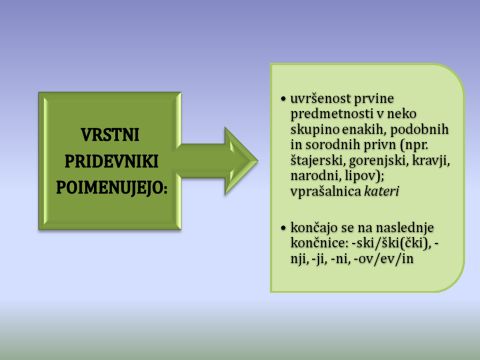 VRSTNI
PRIDEVNIKI
POIMENUJEJO:
• uvršenost prvine
predmetnosti v neko
skupino enakih, podobnih
in sorodnih privn (npr.
štajerski, gorenjski, kravji,
narodni, lipov);
vprašalnica kateri
• končajo se na naslednje
končnice: -ski/ški(čki), -
nji, -ji, -ni, -ov/ev/in